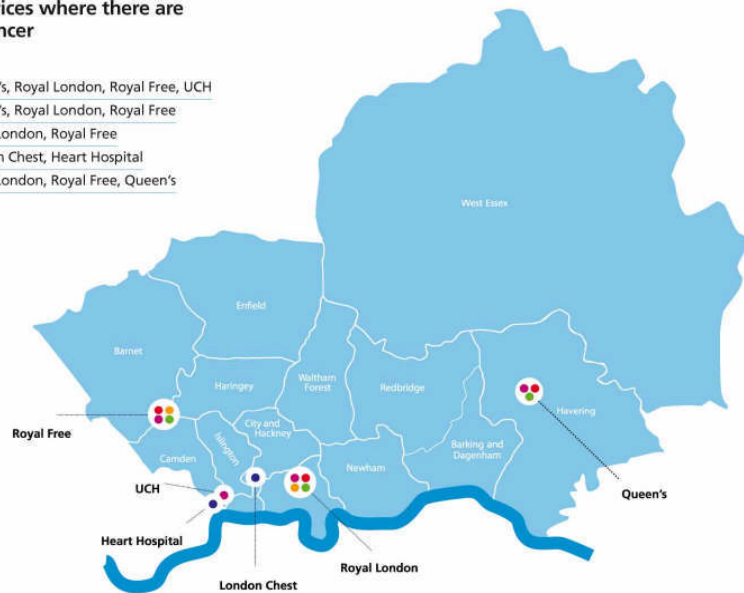 ices where there are
ncer
's, Royal London, Royal Free, UCH
's, Royal London, Royal Free
London, Royal Free
n Chest, Heart Hospital
London, Royal Free, Queen's
West Essex
Enfield
Barnet
Haringey
Waltham
Forest
Redbridge
Havering
City and
Hackney
Islington
Camden
Newham
Barking and
Dagenham
Royal Free
UCH
Heart Hospital
London Chest
Royal London
Queen's